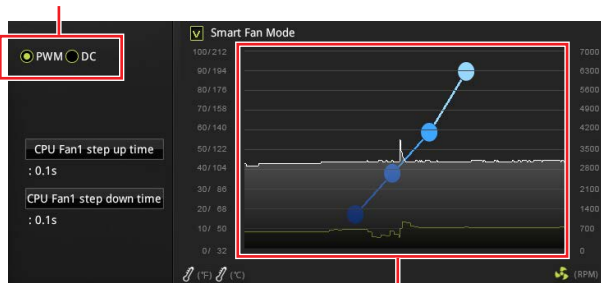 Smart Fan Mode
PWM DC
CPU Fan1 step up time
: 0.1s
CPU Fan1 step down time
: 0.1s
100/212 7000
90/194 6300
80/176 5600
70/158 4900
60/140 4200
50/122 3500
40/104 2800
30/ 86 2100
20/ 68 1400
10/ 50 700
0/ 32 0
(°F) (°C) (RPM)